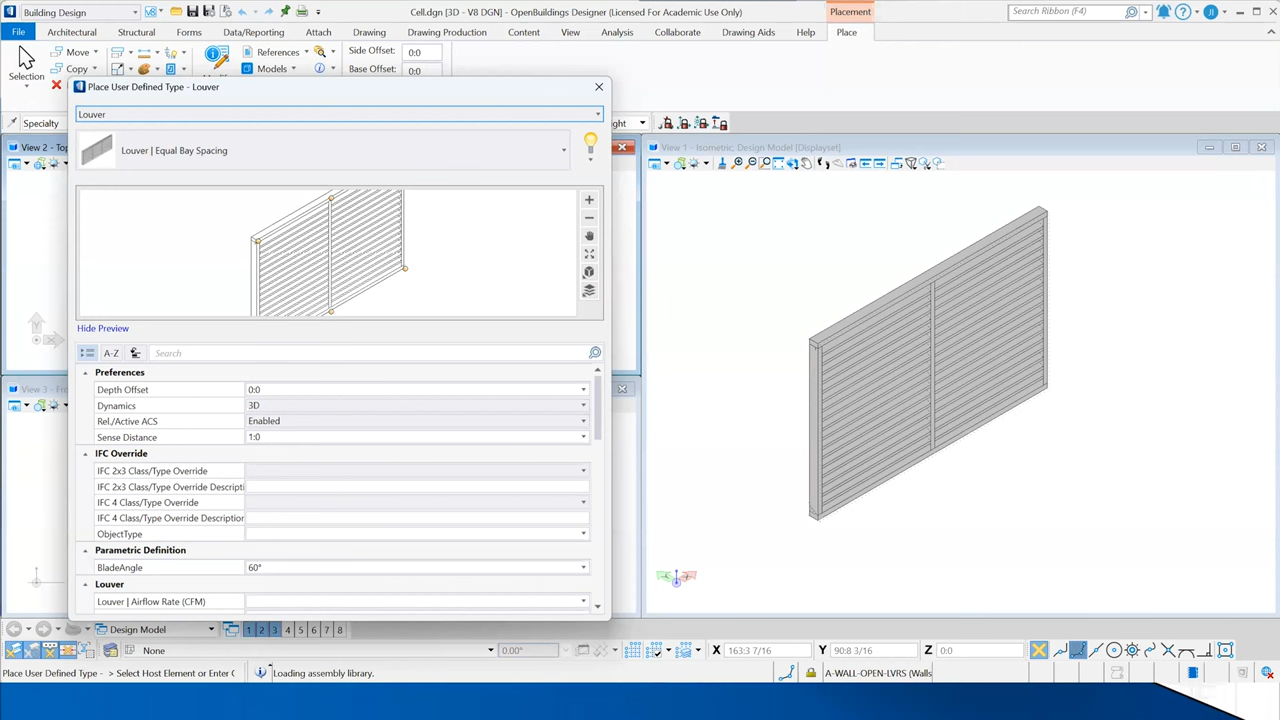 Building Design
Cell.dgn [3D - V8 DGN] - OpenBuildings Designer (Licensed For Academic Use Only)
Placement
Search Ribbon (F4)
JI
File
Architectural
Structural
Forms
Data/Reporting
Attach
Drawing
Drawing Production
Content
View
Analysis
Collaborate
Drawing Aids
Help
Place
Selection
Move
Copy
References
Models
Side Offset:
0:0
Base Offset:
0:0
Place User Defined Type - Louver
Louver
Specialty
ght
Louver | Equal Bay Spacing
View 2 - Top
View 1 - Isometric, Design Model [Displayset]
Hide Preview
A-Z
Search
Preferences
Depth Offset
0:0
Dynamics
3D
Rel./Active ACS
Enabled
Sense Distance
1:0
View 3 - Fro
IFC Override
IFC 2x3 Class/Type Override
IFC 2x3 Class/Type Override Descripti
IFC 4 Class/Type Override
IFC 4 Class/Type Override Description
ObjectType
Parametric Definition
BladeAngle
60°
Louver
Louver | Airflow Rate (CFM)
Design Model
1 2 3 4 5 6 7 8
None
0.00°
X 163:3 7/16
Y 90:8 3/16
Z 0:0
Place User Defined Type - > Select Host Element or Enter C
Loading assembly library.
A-WALL-OPEN-LVRS (Walls